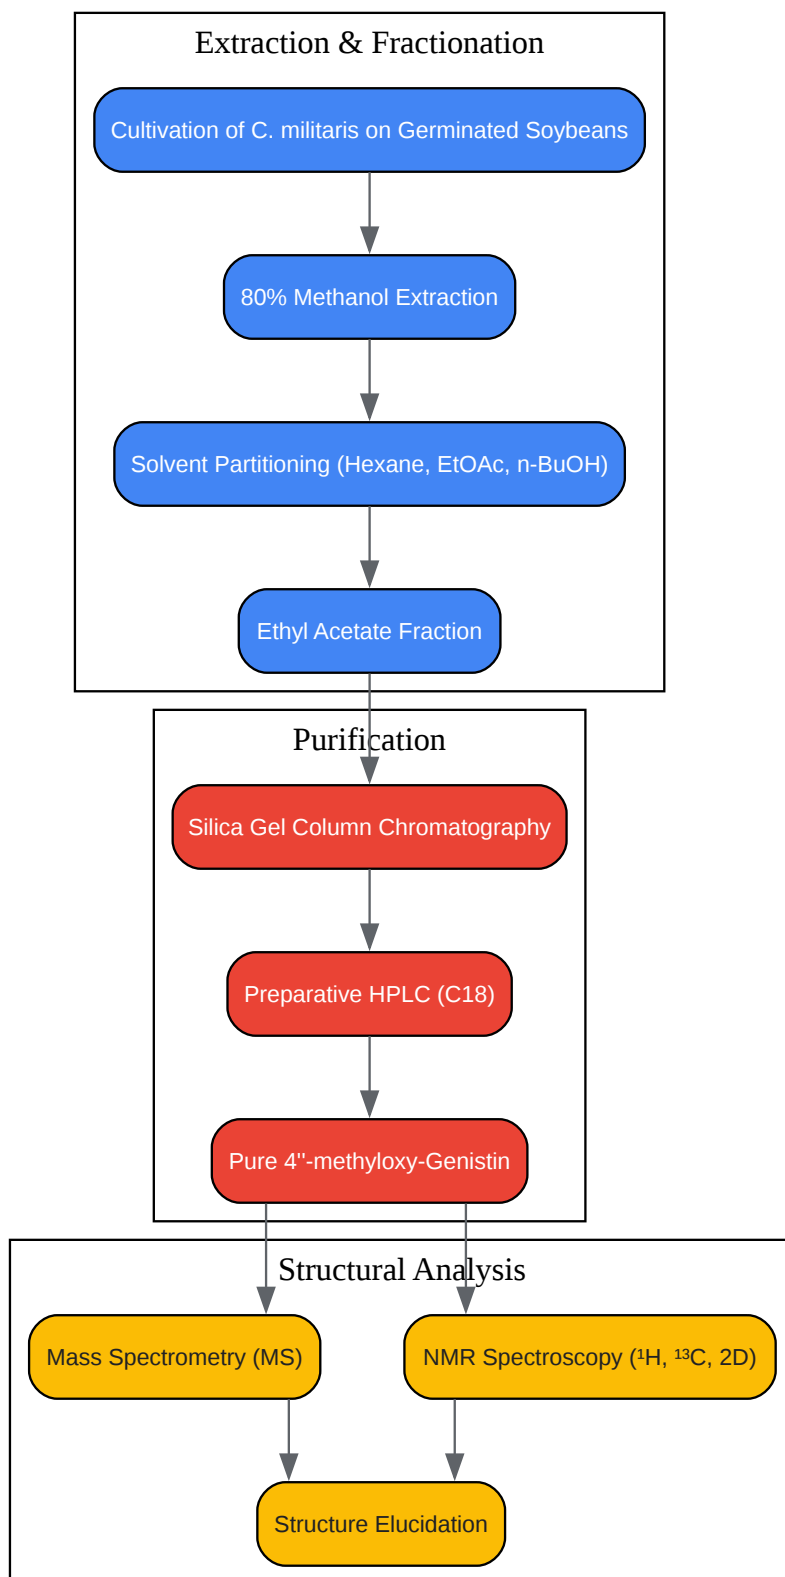 Extraction & Fractionation
Cultivation of C. militaris on Germinated Soybeans
80% Methanol Extraction
Solvent Partitioning (Hexane, EtOAc, n-BuOH)
Ethyl Acetate Fraction
Purification
Silica Gel Column Chromatography
Preparative HPLC (C18)
Pure 4''-methyloxy-Genistin
Structural Analysis
Mass Spectrometry (MS)
NMR Spectroscopy (¹H, ¹³C, 2D)
Structure Elucidation